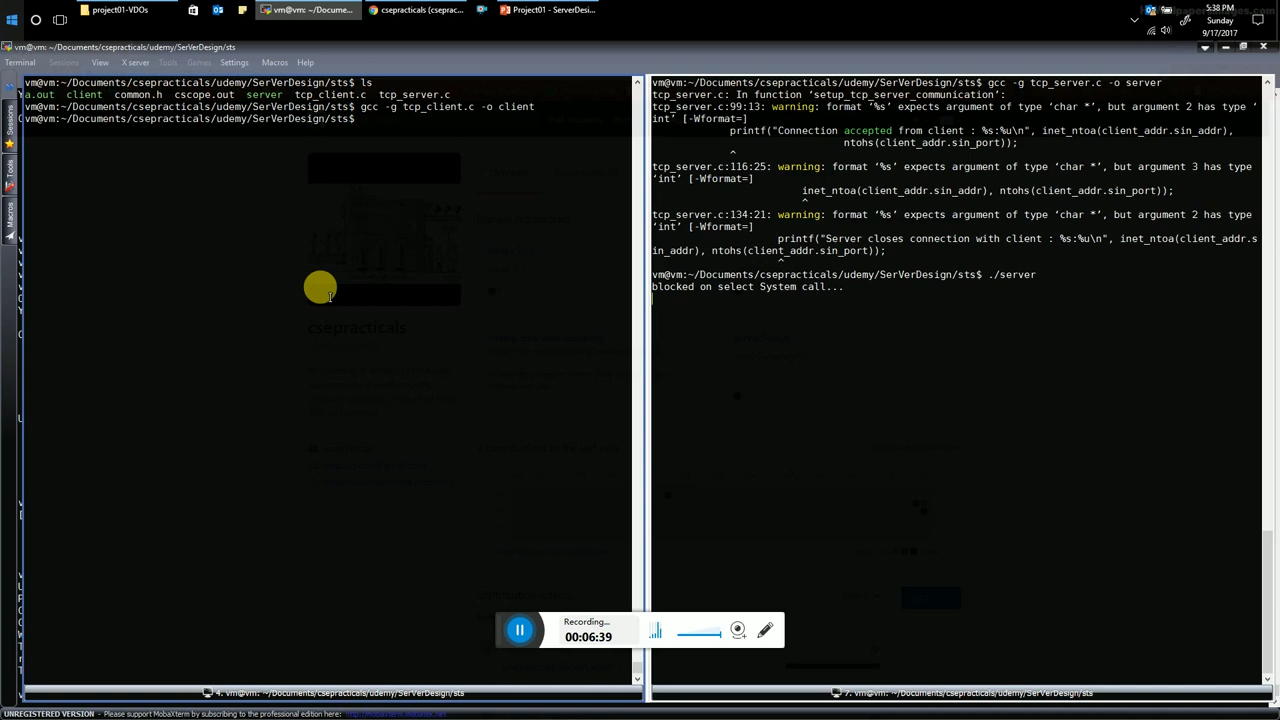 project01-VDOs
vm@vm: ~/Docume...
csepracticals (cseprac...
Project01 - ServerDesi...
5:38 PM
Sunday
9/17/2017
vm@vm: ~/Documents/csepracticals/udemy/SerVerDesign/sts
Terminal Sessions View X server Tools Settings Macros Help
Sessions
Tools
Macros
vm@vm:~/Documents/csepracticals/udemy/SerVerDesign/sts$ ls
a.out client common.h cscope.out server tcp_client.c tcp_server.c
vm@vm:~/Documents/csepracticals/udemy/SerVerDesign/sts$ gcc -g tcp_client.c -o client
vm@vm:~/Documents/csepracticals/udemy/SerVerDesign/sts$
csepracticals
vm@vm:~/Documents/csepracticals/udemy/SerVerDesign/sts$ gcc -g tcp_server.c -o server
tcp_server.c: In function ‘setup_tcp_server_communication’:
tcp_server.c:99:13: warning: format ‘%s’ expects argument of type ‘char *’, but argument 2 has type ‘
int’ [-Wformat=]
printf("Connection accepted from client : %s:%u\n", inet_ntoa(client_addr.sin_addr),
ntohs(client_addr.sin_port));
^
tcp_server.c:116:25: warning: format ‘%s’ expects argument of type ‘char *’, but argument 3 has type
‘int’ [-Wformat=]
inet_ntoa(client_addr.sin_addr), ntohs(client_addr.sin_port));
^
tcp_server.c:134:21: warning: format ‘%s’ expects argument of type ‘char *’, but argument 2 has type
‘int’ [-Wformat=]
printf("Server closes connection with client : %s:%u\n", inet_ntoa(client_addr.s
in_addr), ntohs(client_addr.sin_port));
^
vm@vm:~/Documents/csepracticals/udemy/SerVerDesign/sts$ ./server
blocked on select System call...
Recording...
00:06:39
4. vm@vm: ~/Documents/csepracticals/udemy/SerVerDesign/sts
7. vm@vm: ~/Documents/csepracticals/udemy/SerVerDesign/sts
UNREGISTERED VERSION - Please support MobaXterm by subscribing to the professional edition here: http://mobaxterm.mobatek.net